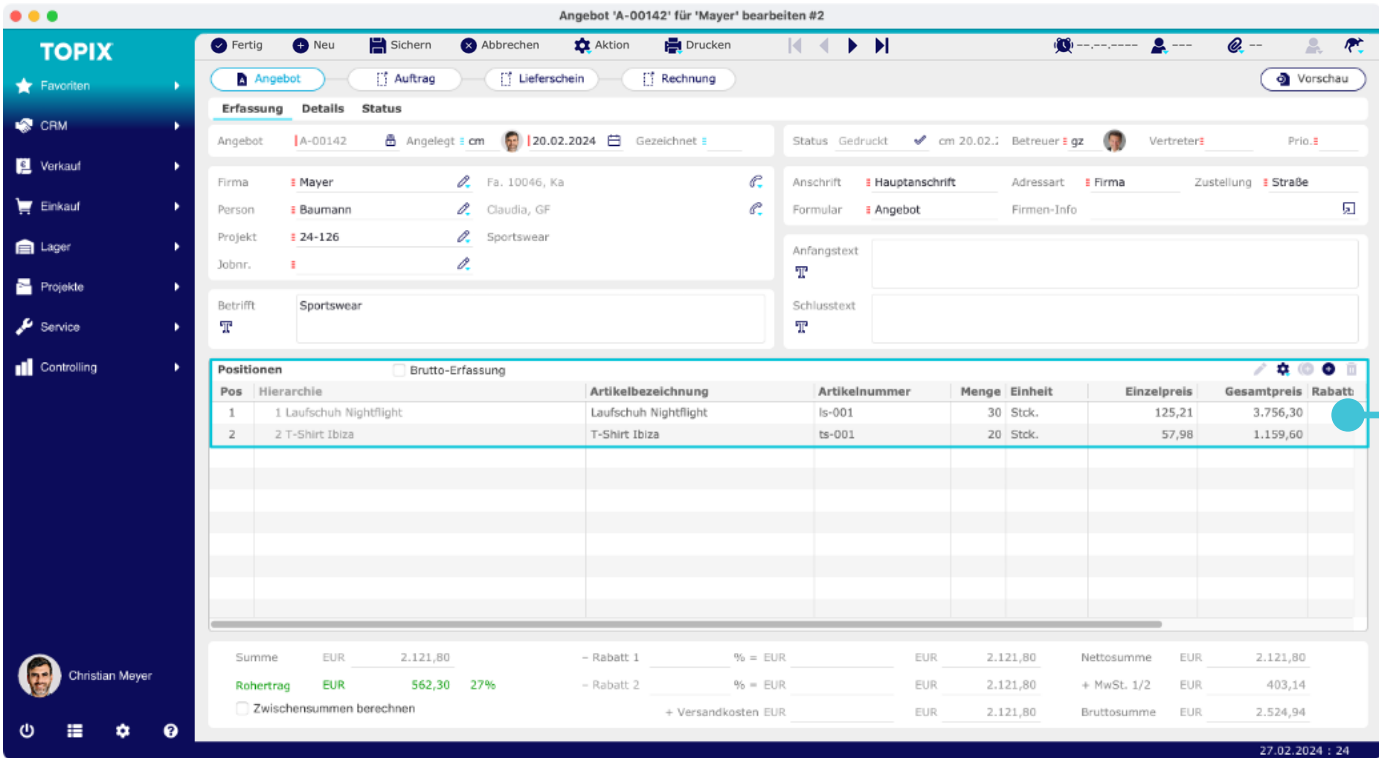 Angebot 'A-00142' für 'Mayer' bearbeiten #2
TOPIX
Fertig Neu Sichern Abbrechen Aktion Drucken --.--.---- --- --
Favoriten
CRM
Verkauf
Einkauf
Lager
Projekte
Service
Controlling
Christian Meyer
Angebot Auftrag Lieferschein Rechnung Vorschau
Erfassung Details Status
Angebot A-00142 Angelegt cm 20.02.2024 Gezeichnet
Status Gedruckt cm 20.02.: Betreuer gz Vertreter Prio.
Firma Mayer Fa. 10046, Ka
Person Baumann Claudia, GF
Projekt 24-126 Sportswear
Jobnr.
Anschrift Hauptanschrift Adressart Firma Zustellung Straße
Formular Angebot Firmen-Info
Anfangstext
Betrifft Sportswear
Schlusstext
Positionen Brutto-Erfassung
Pos Hierarchie Artikelbezeichnung Artikelnummer Menge Einheit Einzelpreis Gesamtpreis Rabatt
1 1 Laufschuh Nightflight Laufschuh Nightflight ls-001 30 Stck. 125,21 3.756,30
2 2 T-Shirt Ibiza T-Shirt Ibiza ts-001 20 Stck. 57,98 1.159,60
Summe EUR 2.121,80 − Rabatt 1 % = EUR EUR 2.121,80 Nettosumme EUR 2.121,80
Rohertrag EUR 562,30 27% − Rabatt 2 % = EUR EUR 2.121,80 + MwSt. 1/2 EUR 403,14
Zwischensummen berechnen + Versandkosten EUR EUR 2.121,80 Bruttosumme EUR 2.524,94
27.02.2024 : 24